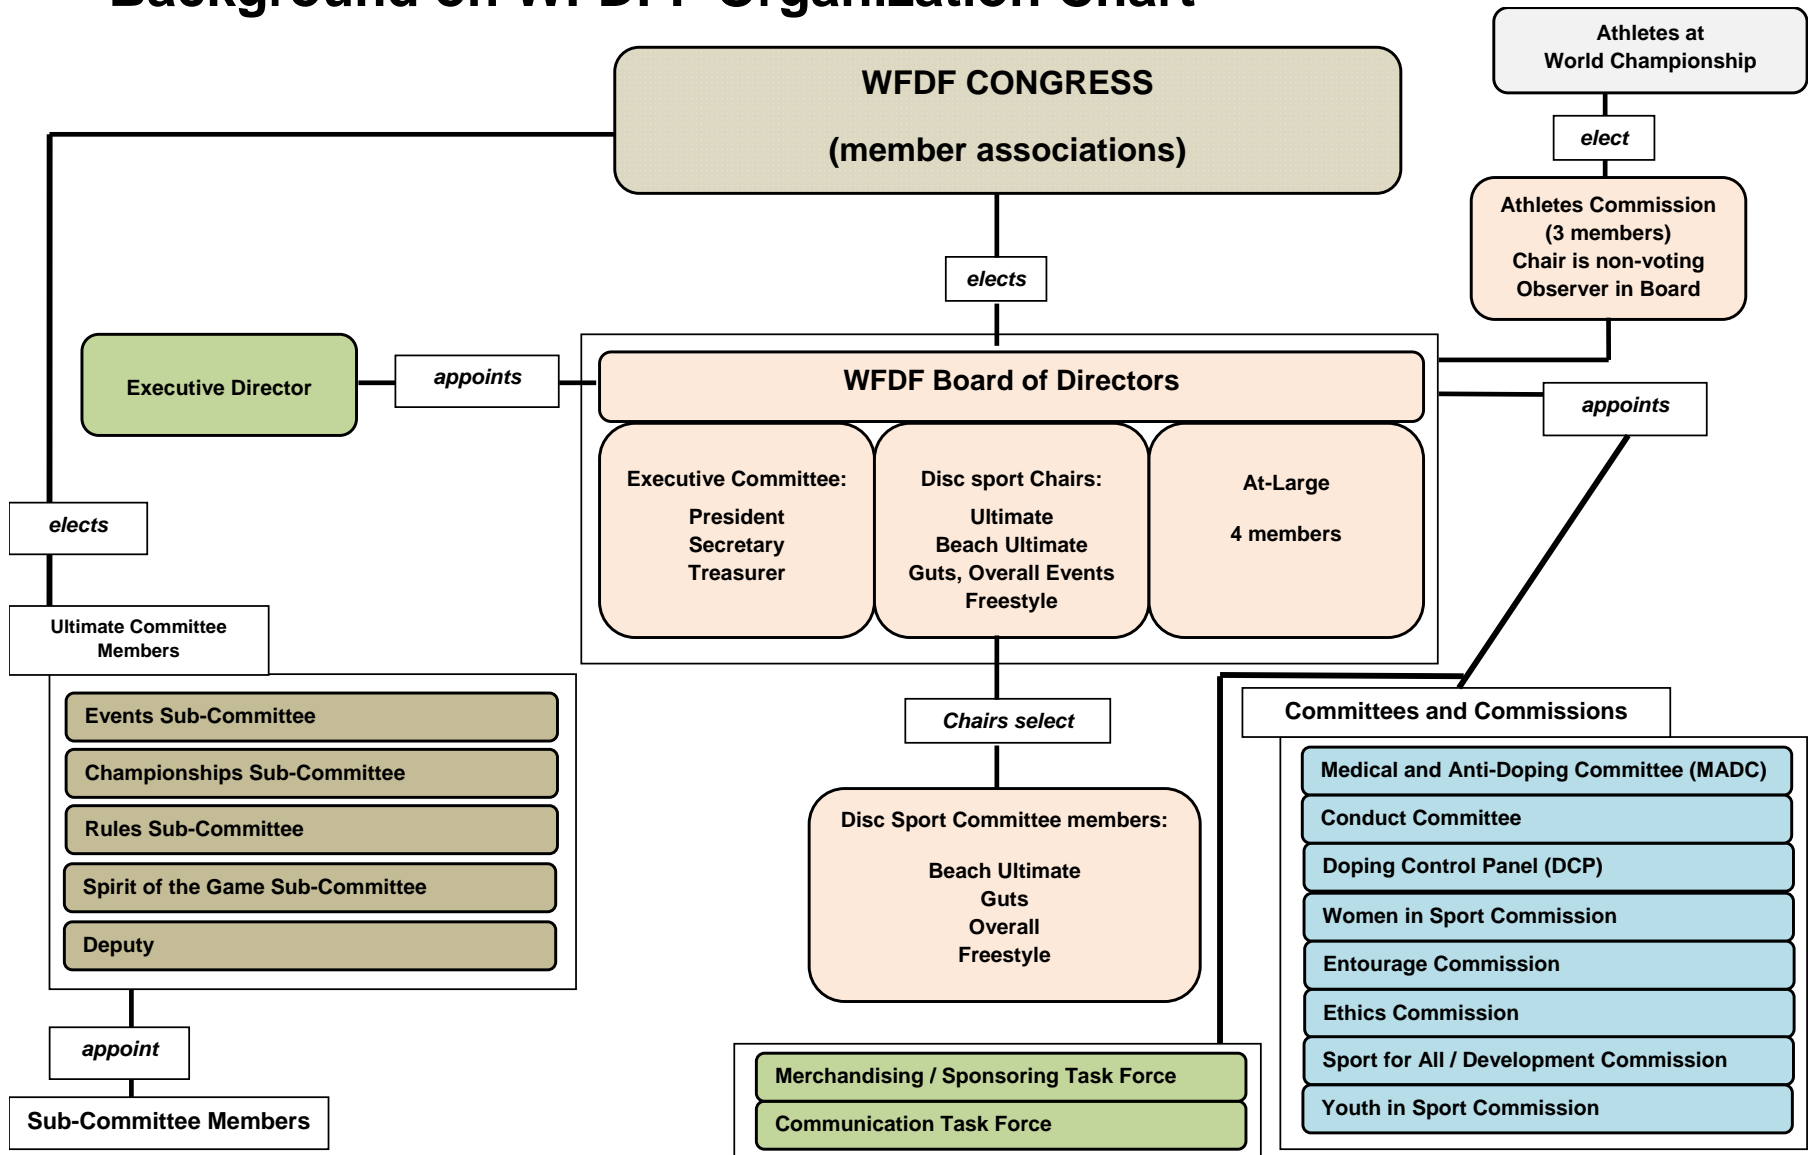 Background on WFDF: Organization Chart
Athletes at
World Championship
WFDF CONGRESS
(member associations)
elect
Athletes Commission
(3 members)
Chair is non-voting
Observer in Board
elects
Executive Director
appoints
WFDF Board of Directors
appoints
Executive Committee:
President
Secretary
Treasurer
Disc sport Chairs:
Ultimate
Beach Ultimate
Guts, Overall Events
Freestyle
At-Large
4 members
elects
Ultimate Committee
Members
Events Sub-Committee
Championships Sub-Committee
Rules Sub-Committee
Spirit of the Game Sub-Committee
Deputy
appoint
Sub-Committee Members
Chairs select
Disc Sport Committee members:
Beach Ultimate
Guts
Overall
Freestyle
Merchandising / Sponsoring Task Force
Communication Task Force
Committees and Commissions
Medical and Anti-Doping Committee (MADC)
Conduct Committee
Doping Control Panel (DCP)
Women in Sport Commission
Entourage Commission
Ethics Commission
Sport for All / Development Commission
Youth in Sport Commission